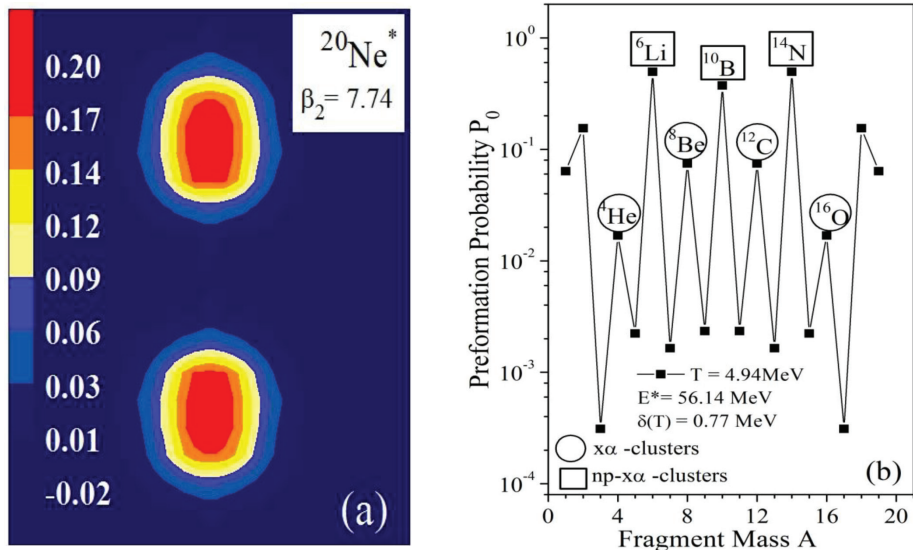 20Ne*
β2= 7.74
0.20
0.17
0.14
0.12
0.09
0.06
0.03
0.01
-0.02
(a)
Preformation Probability P0
10^0
10^-1
10^-2
10^-3
10^-4
6Li
10B
14N
8Be
12C
4He
16O
T = 4.94MeV
E*= 56.14 MeV
δ(T) = 0.77 MeV
xα -clusters
np-xα -clusters
(b)
0 4 8 12 16 20
Fragment Mass A